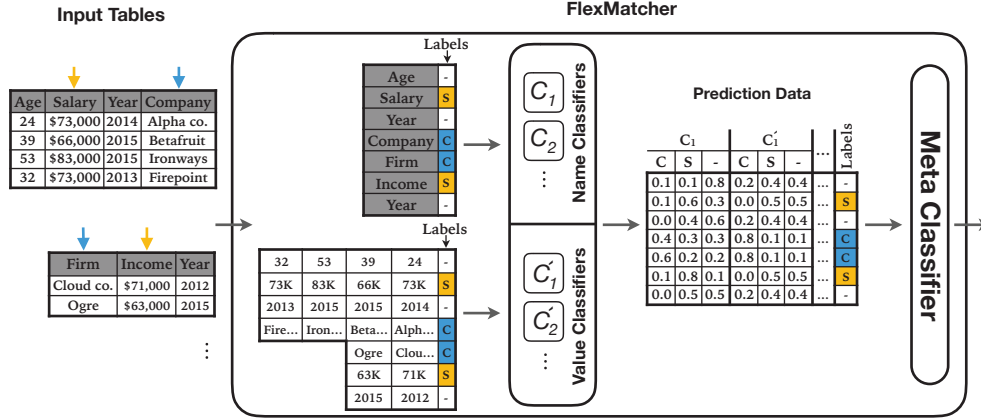 Input Tables
FlexMatcher
Age Salary Year Company
24 $73,000 2014 Alpha co.
39 $66,000 2015 Betafruit
53 $83,000 2015 Ironways
32 $73,000 2013 Firepoint
Firm Income Year
Cloud co. $71,000 2012
Ogre $63,000 2015
⋮
Labels
Age -
Salary S
Year -
Company C
Firm C
Income S
Year -
Labels
32 53 39 24 -
73K 83K 66K 73K S
2013 2015 2015 2014 -
Fire... Iron... Beta... Alph... C
Ogre Clou... C
63K 71K S
2015 2012 -
C1
C2
⋮
Name Classifiers
C´1
C´2
⋮
Value Classifiers
Prediction Data
C1 C´1 ... Labels
C S - C S -
0.1 0.1 0.8 0.2 0.4 0.4 ... -
0.1 0.6 0.3 0.0 0.5 0.5 ... S
0.0 0.4 0.6 0.2 0.4 0.4 ... -
0.4 0.3 0.3 0.8 0.1 0.1 ... C
0.6 0.2 0.2 0.8 0.1 0.1 ... C
0.1 0.8 0.1 0.0 0.5 0.5 ... S
0.0 0.5 0.5 0.2 0.4 0.4 ... -
Meta Classifier